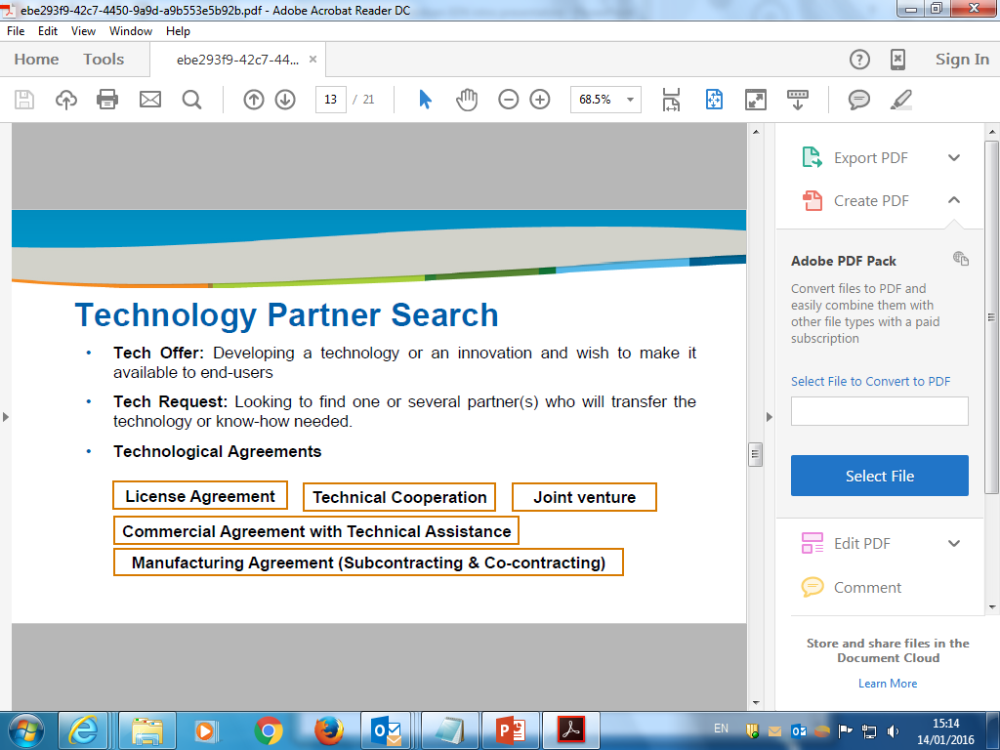 ebe293f9-42c7-4450-9a9d-a9b553e5b92b.pdf - Adobe Acrobat Reader DC
File Edit View Window Help
Home Tools ebe293f9-42c7-44... × Sign In
13 / 21 68.5%
Technology Partner Search
• Tech Offer: Developing a technology or an innovation and wish to make it
available to end-users
• Tech Request: Looking to find one or several partner(s) who will transfer the
technology or know-how needed.
• Technological Agreements
License Agreement Technical Cooperation Joint venture
Commercial Agreement with Technical Assistance
Manufacturing Agreement (Subcontracting & Co-contracting)
Export PDF
Create PDF
Adobe PDF Pack
Convert files to PDF and
easily combine them with
other file types with a paid
subscription
Select File to Convert to PDF
Select File
Edit PDF
Comment
Store and share files in the
Document Cloud
Learn More
EN
15:14
14/01/2016